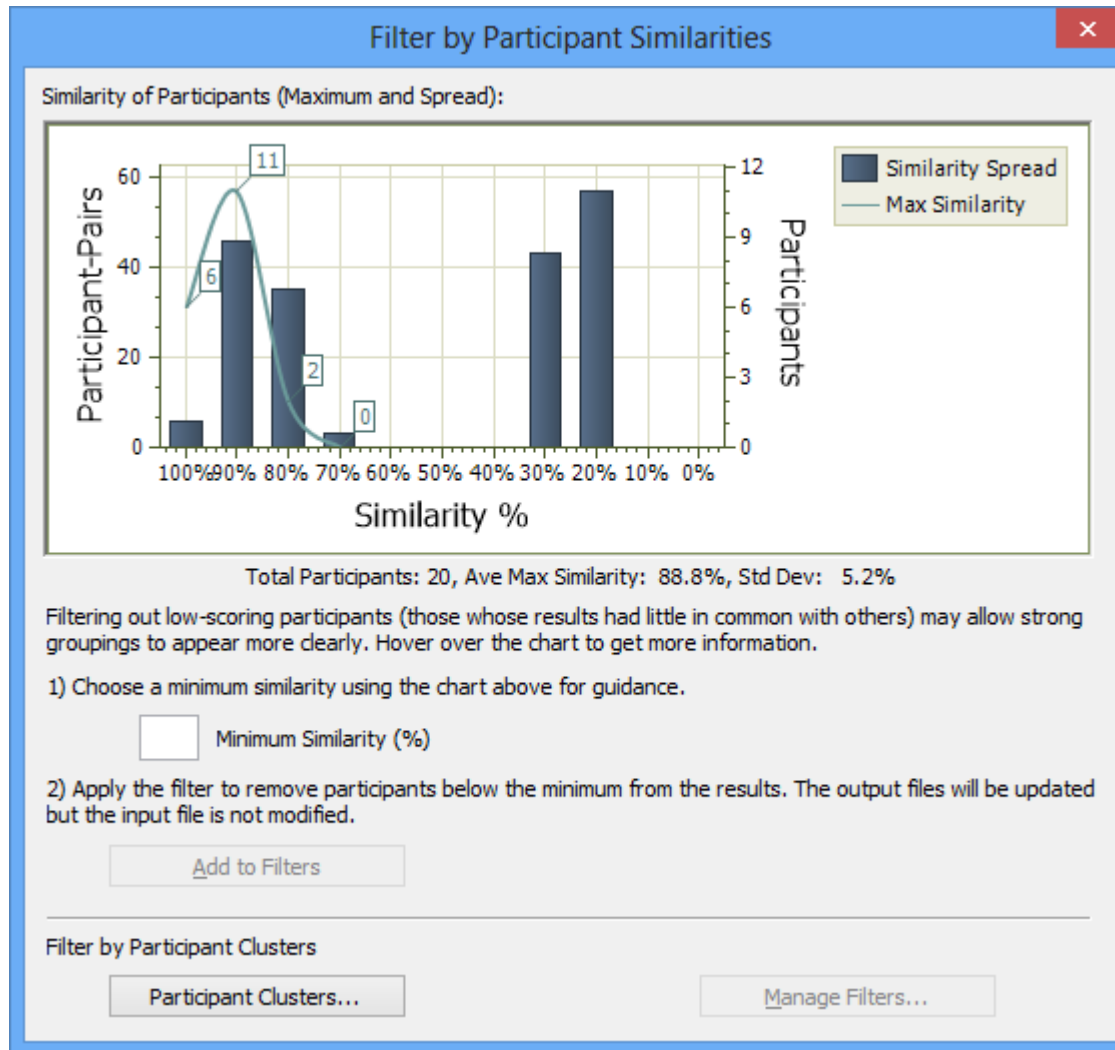 Filter by Participant Similarities
Similarity of Participants (Maximum and Spread):
Participant-Pairs
60
40
20
0
11
6
2
0
12
9
6
3
0
Participants
Similarity Spread
Max Similarity
100% 90% 80% 70% 60% 50% 40% 30% 20% 10% 0%
Similarity %
Total Participants: 20, Ave Max Similarity: 88.8%, Std Dev: 5.2%
Filtering out low-scoring participants (those whose results had little in common with others) may allow strong
groupings to appear more clearly. Hover over the chart to get more information.
1) Choose a minimum similarity using the chart above for guidance.
Minimum Similarity (%)
2) Apply the filter to remove participants below the minimum from the results. The output files will be updated
but the input file is not modified.
Add to Filters
Filter by Participant Clusters
Participant Clusters...
Manage Filters...